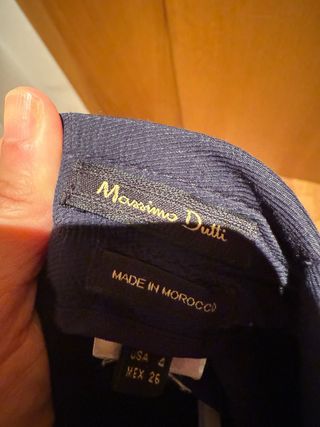 Massimo Dutti
MADE IN MOROCCO
USA 4
MEX 26